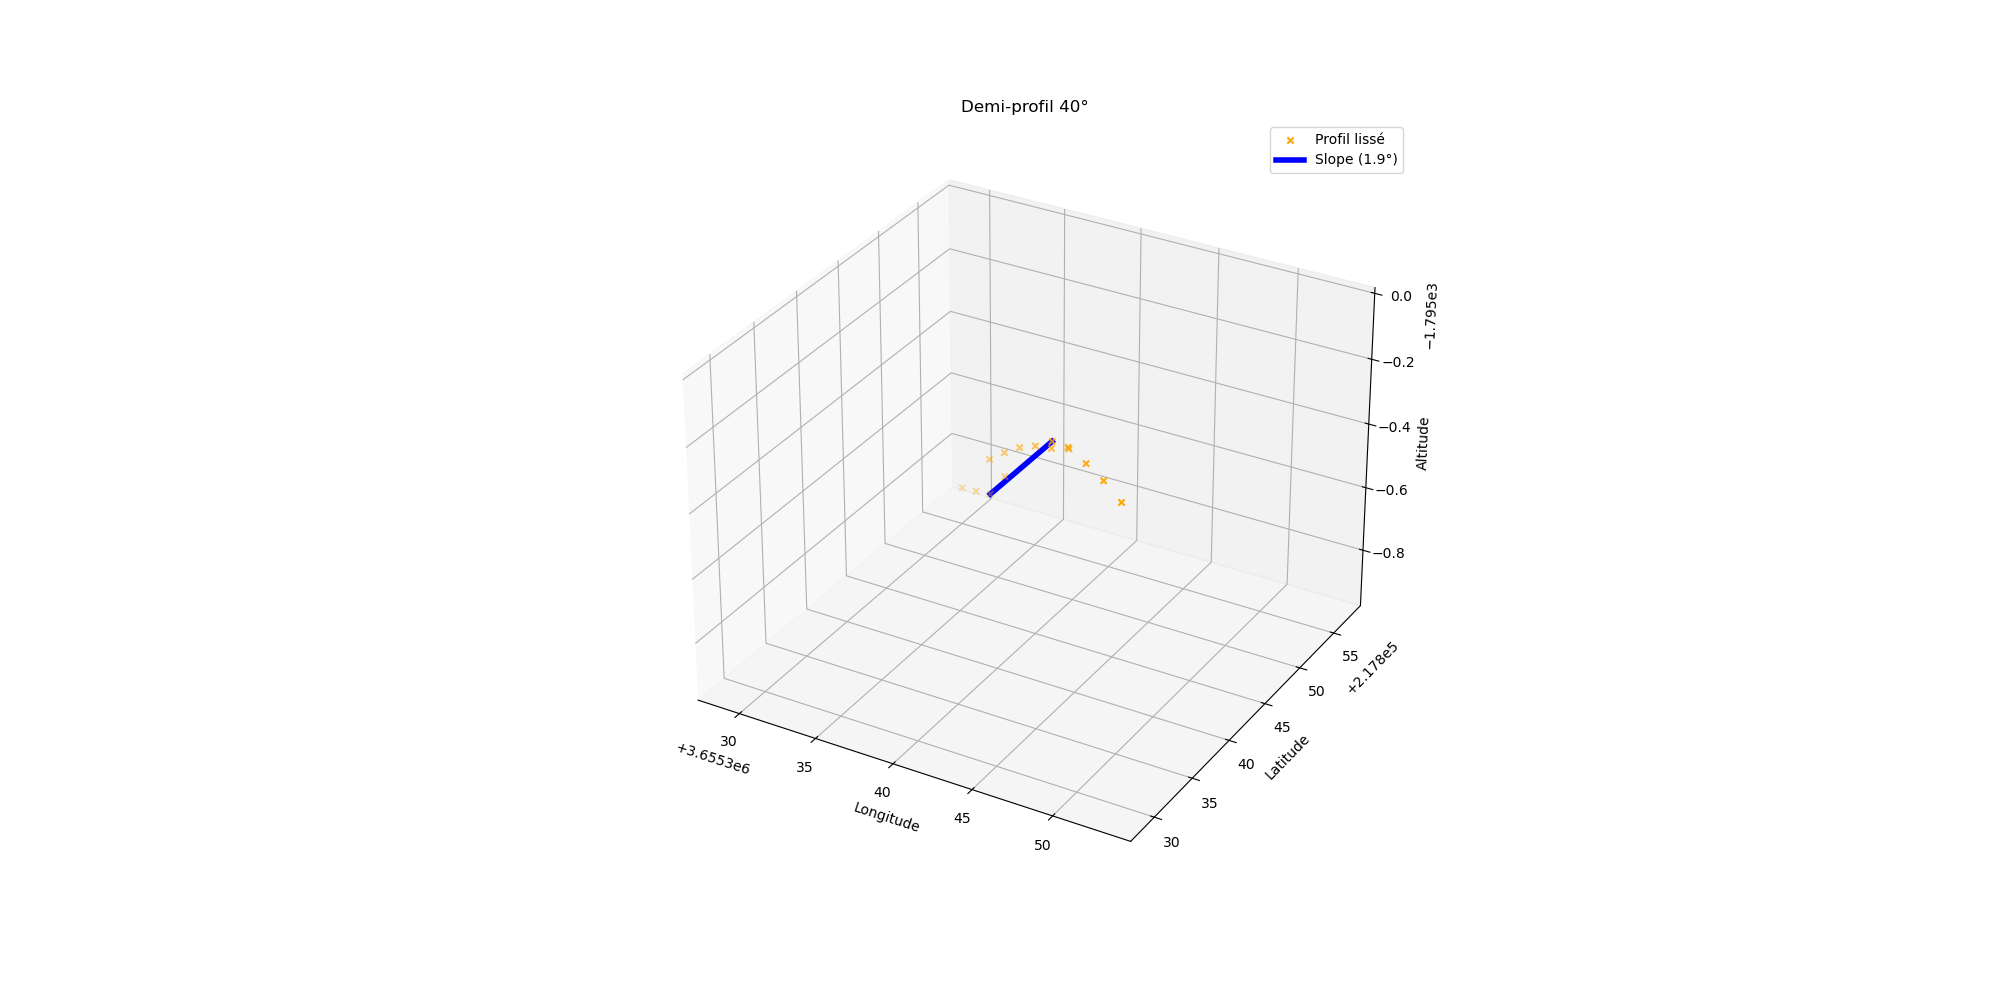 Demi-profil 40°
Profil lissé
Slope (1.9°)
0.0
−0.2
−0.4
−0.6
−0.8
−1.795e3
Altitude
55
50
45
40
35
30
+2.178e5
Latitude
30
35
40
45
50
+3.6553e6
Longitude